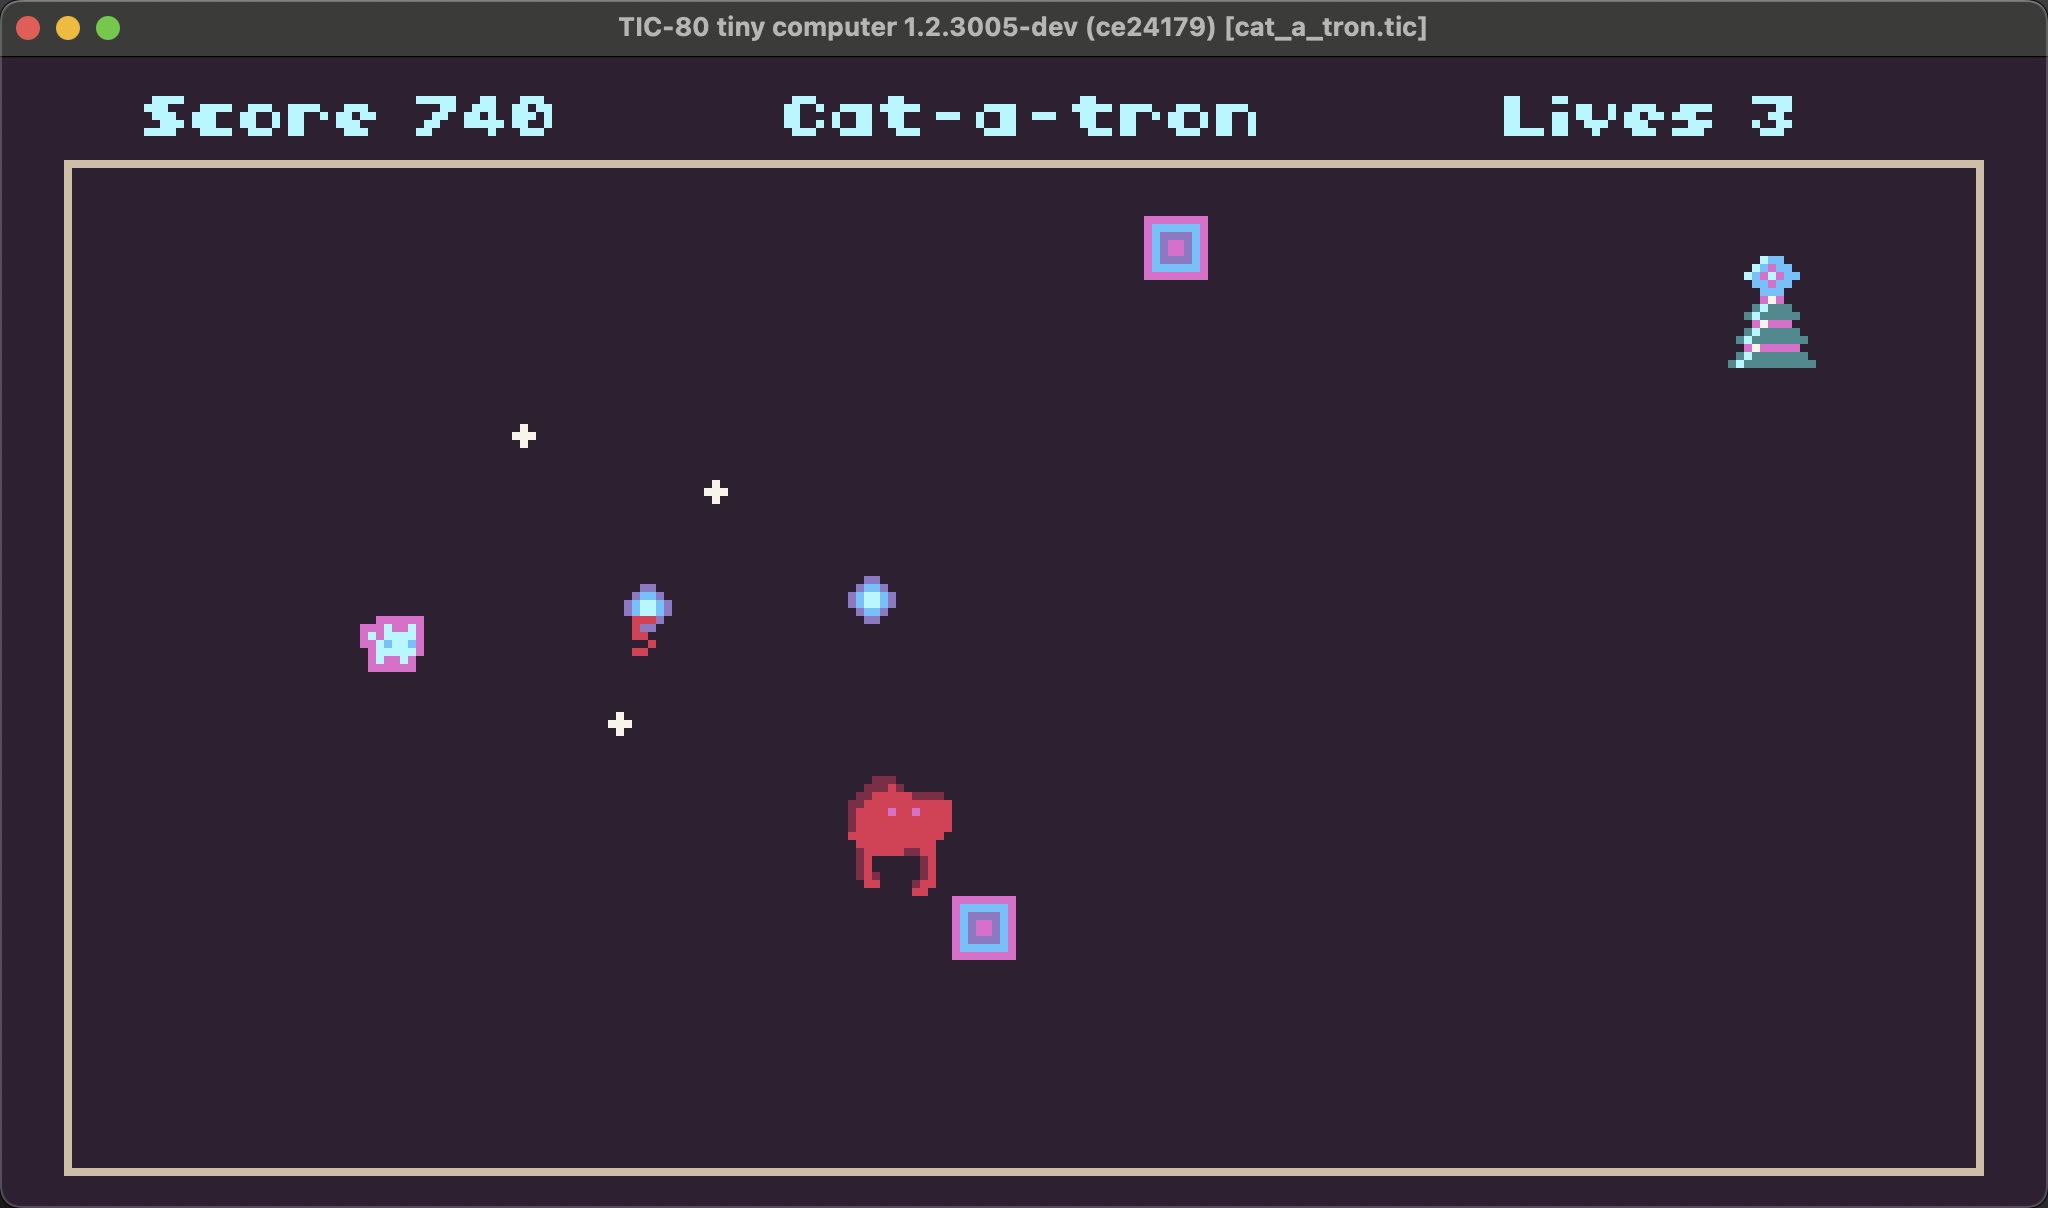 TIC-80 tiny computer 1.2.3005-dev (ce24179) [cat_a_tron.tic]
Score 740 Cat-a-tron Lives 3